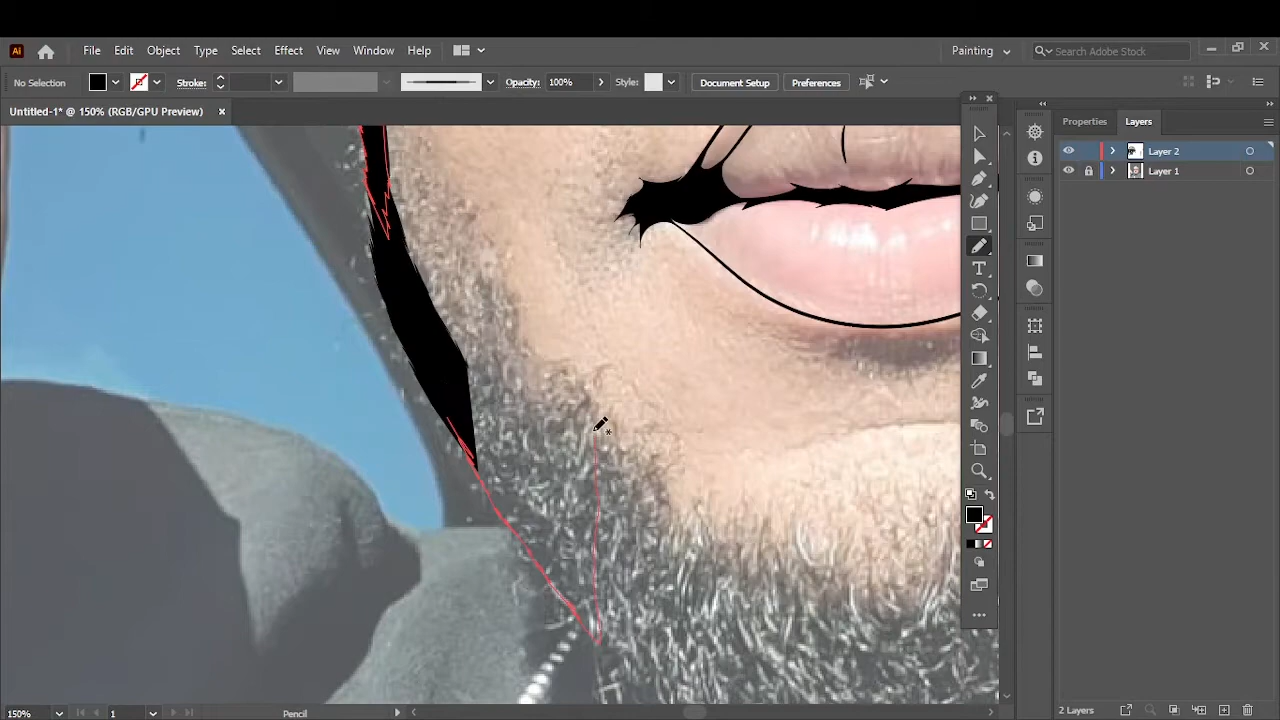 Ai File Edit Object Type Select Effect View Window Help Painting Search Adobe Stock
No Selection Stroke: Opacity: 100% Style: Document Setup Preferences
Untitled-1* @ 150% (RGB/GPU Preview)
Properties Layers
Layer 2
Layer 1
T
150% 1 Pencil 2 Layers